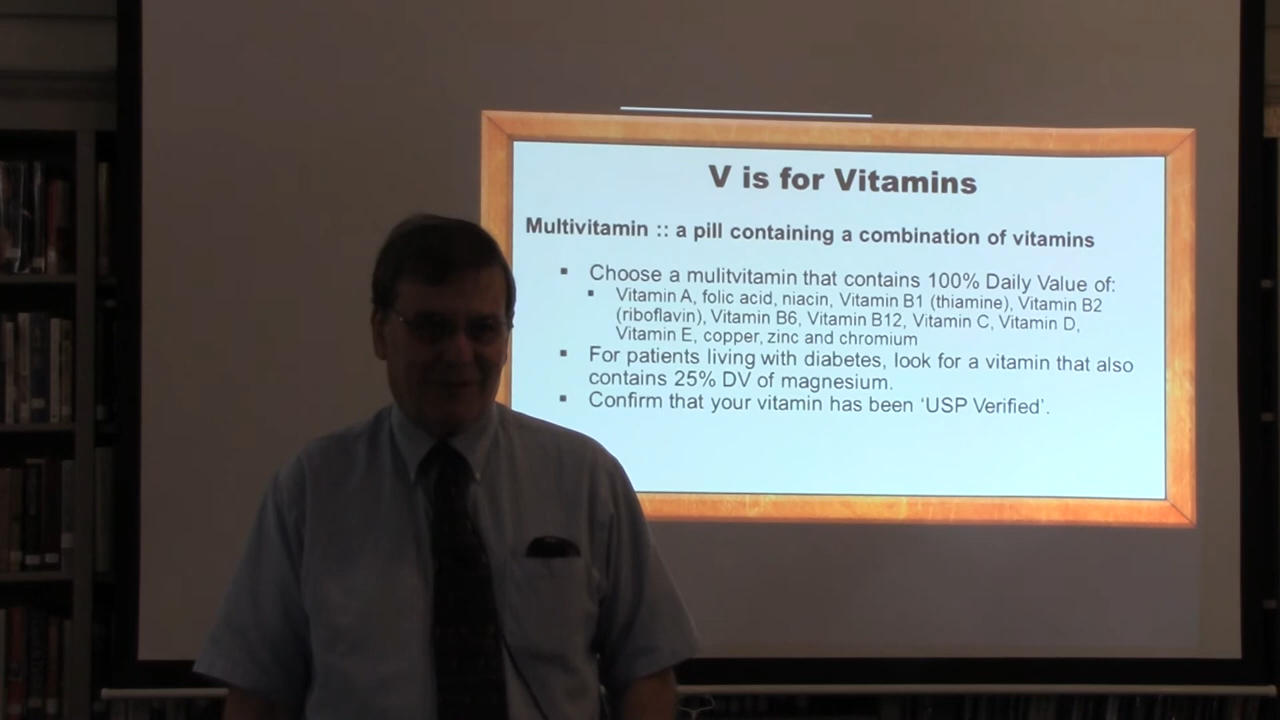 V is for Vitamins
Multivitamin :: a pill containing a combination of vitamins
▪ Choose a mulitvitamin that contains 100% Daily Value of:
▪ Vitamin A, folic acid, niacin, Vitamin B1 (thiamine), Vitamin B2
(riboflavin), Vitamin B6, Vitamin B12, Vitamin C, Vitamin D,
Vitamin E, copper, zinc and chromium
▪ For patients living with diabetes, look for a vitamin that also
contains 25% DV of magnesium.
▪ Confirm that your vitamin has been ‘USP Verified’.